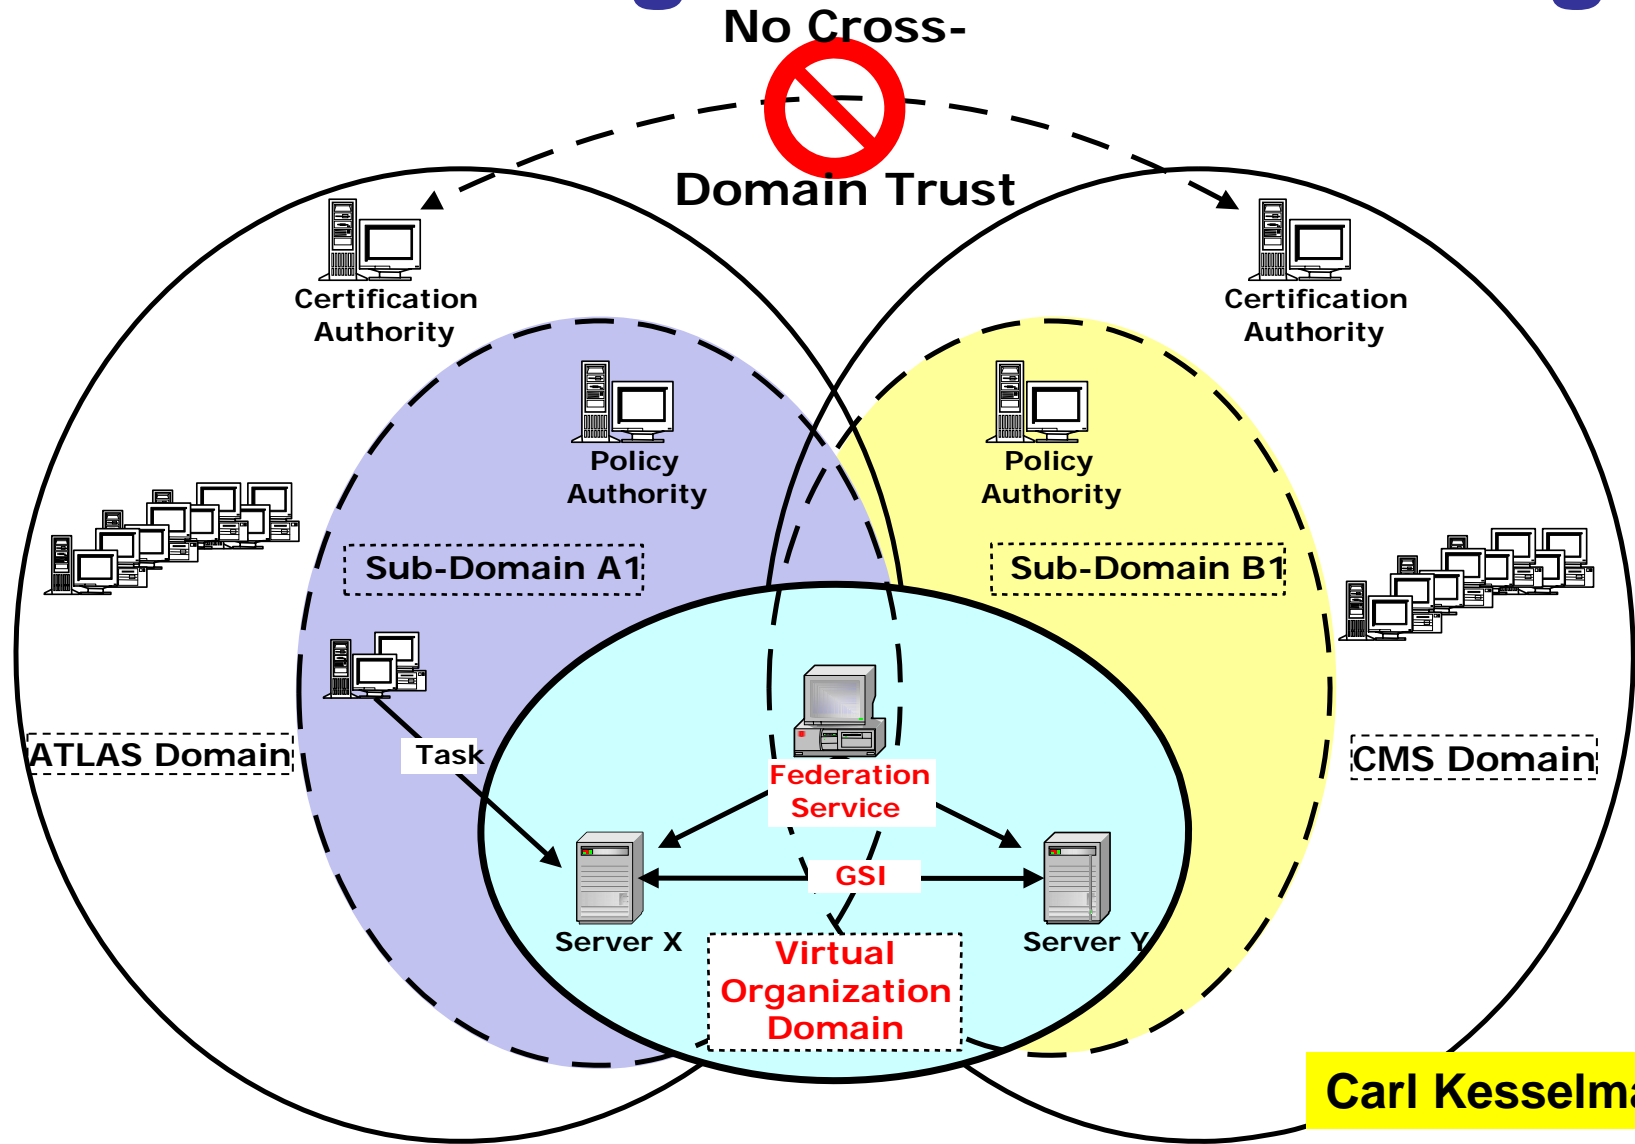 No Cross-
Domain Trust
Certification
Authority
Certification
Authority
Policy
Authority
Policy
Authority
Sub-Domain A1
Sub-Domain B1
ATLAS Domain
Task
CMS Domain
Federation
Service
GSI
Server X
Server Y
Virtual
Organization
Domain
Carl